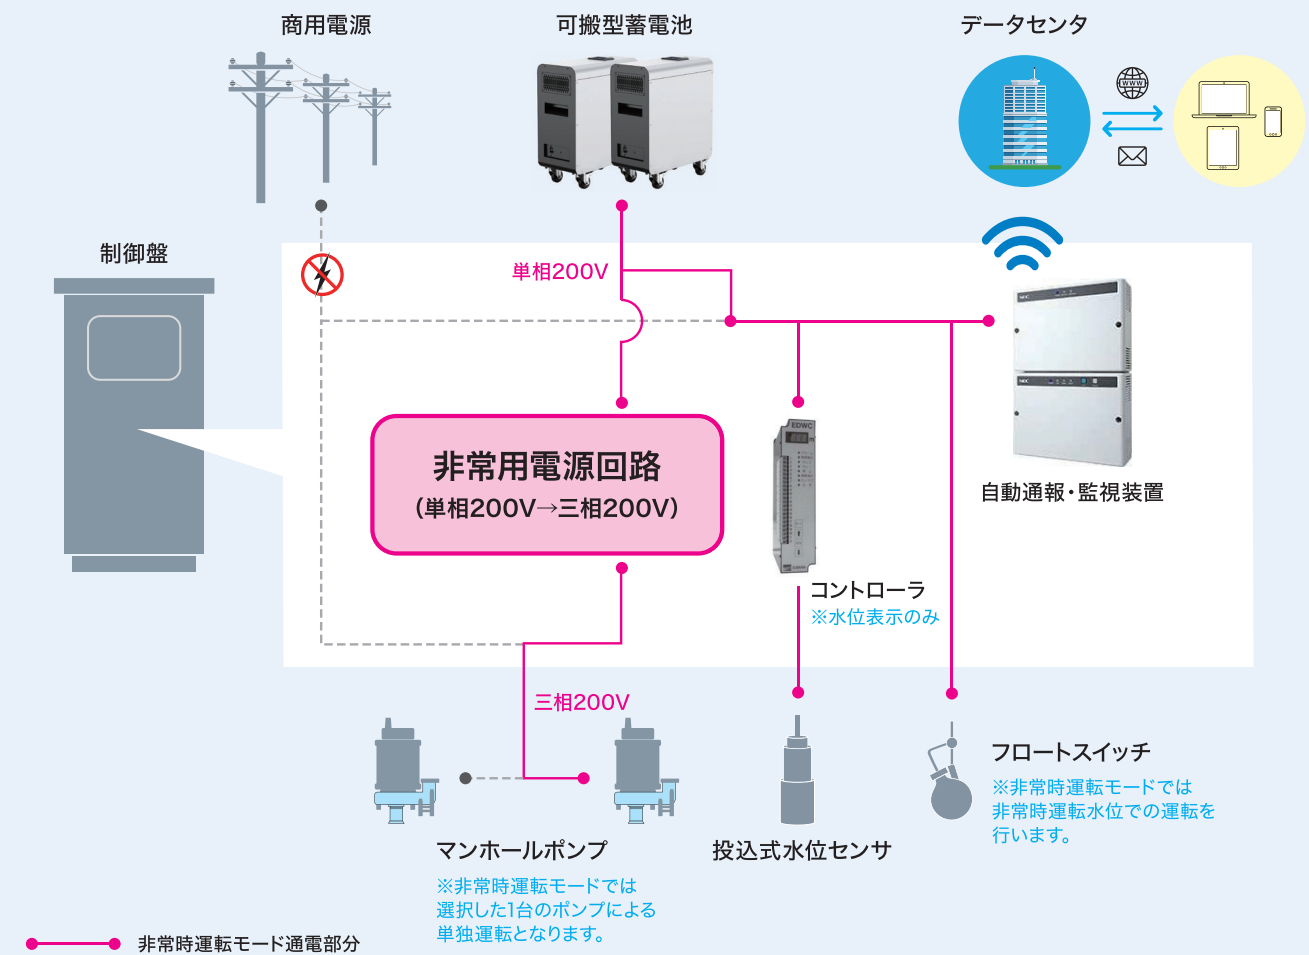 商用電源
可搬型蓄電池
データセンタ
WWW
制御盤
単相200V
NEC
NEC
非常用電源回路
(単相200V→三相200V)
EDWC
自動通報・監視装置
コントローラ
※水位表示のみ
三相200V
フロートスイッチ
※非常時運転モードでは
非常時運転水位での運転を
行います。
マンホールポンプ
投込式水位センサ
※非常時運転モードでは
選択した1台のポンプによる
単独運転となります。
非常時運転モード通電部分